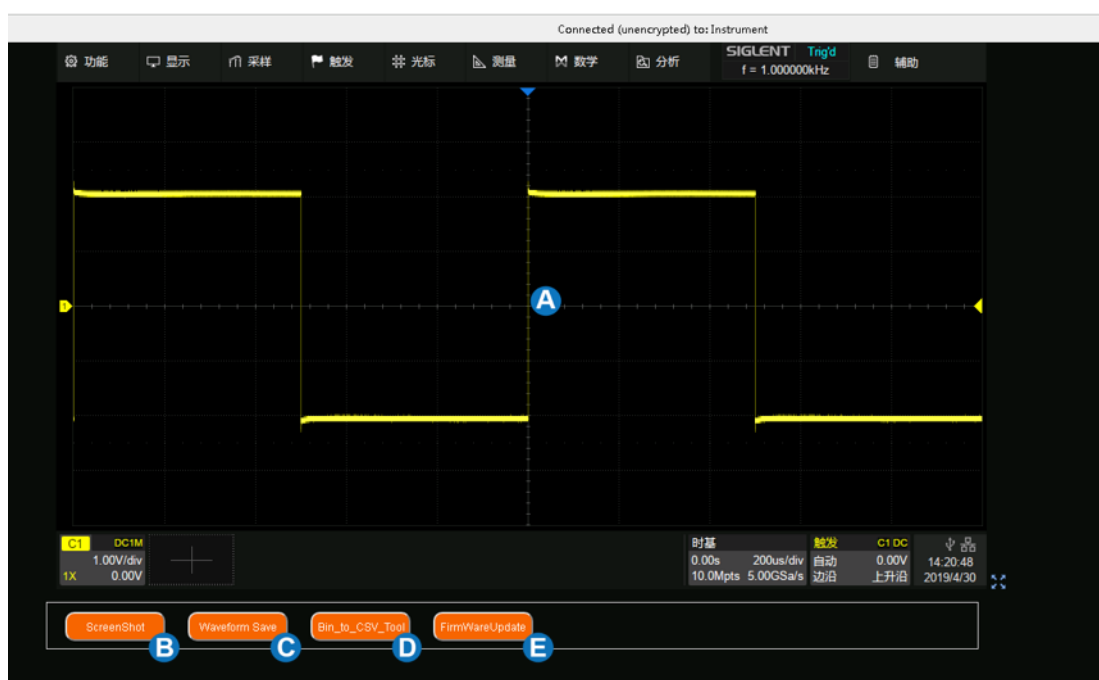 Connected (unencrypted) to: Instrument
功能 显示 采样 触发 光标 测量 数学 分析 SIGLENT Trig'd 辅助
f = 1.000000kHz
A
1
C1 DC1M
1.00V/div
1X 0.00V
时基 触发 C1 DC
0.00s 200us/div 自动 0.00V 14:20:48
10.0Mpts 5.00GSa/s 边沿 上升沿 2019/4/30
ScreenShot Waveform Save Bin_to_CSV_Tool FirmWareUpdate
B C D E